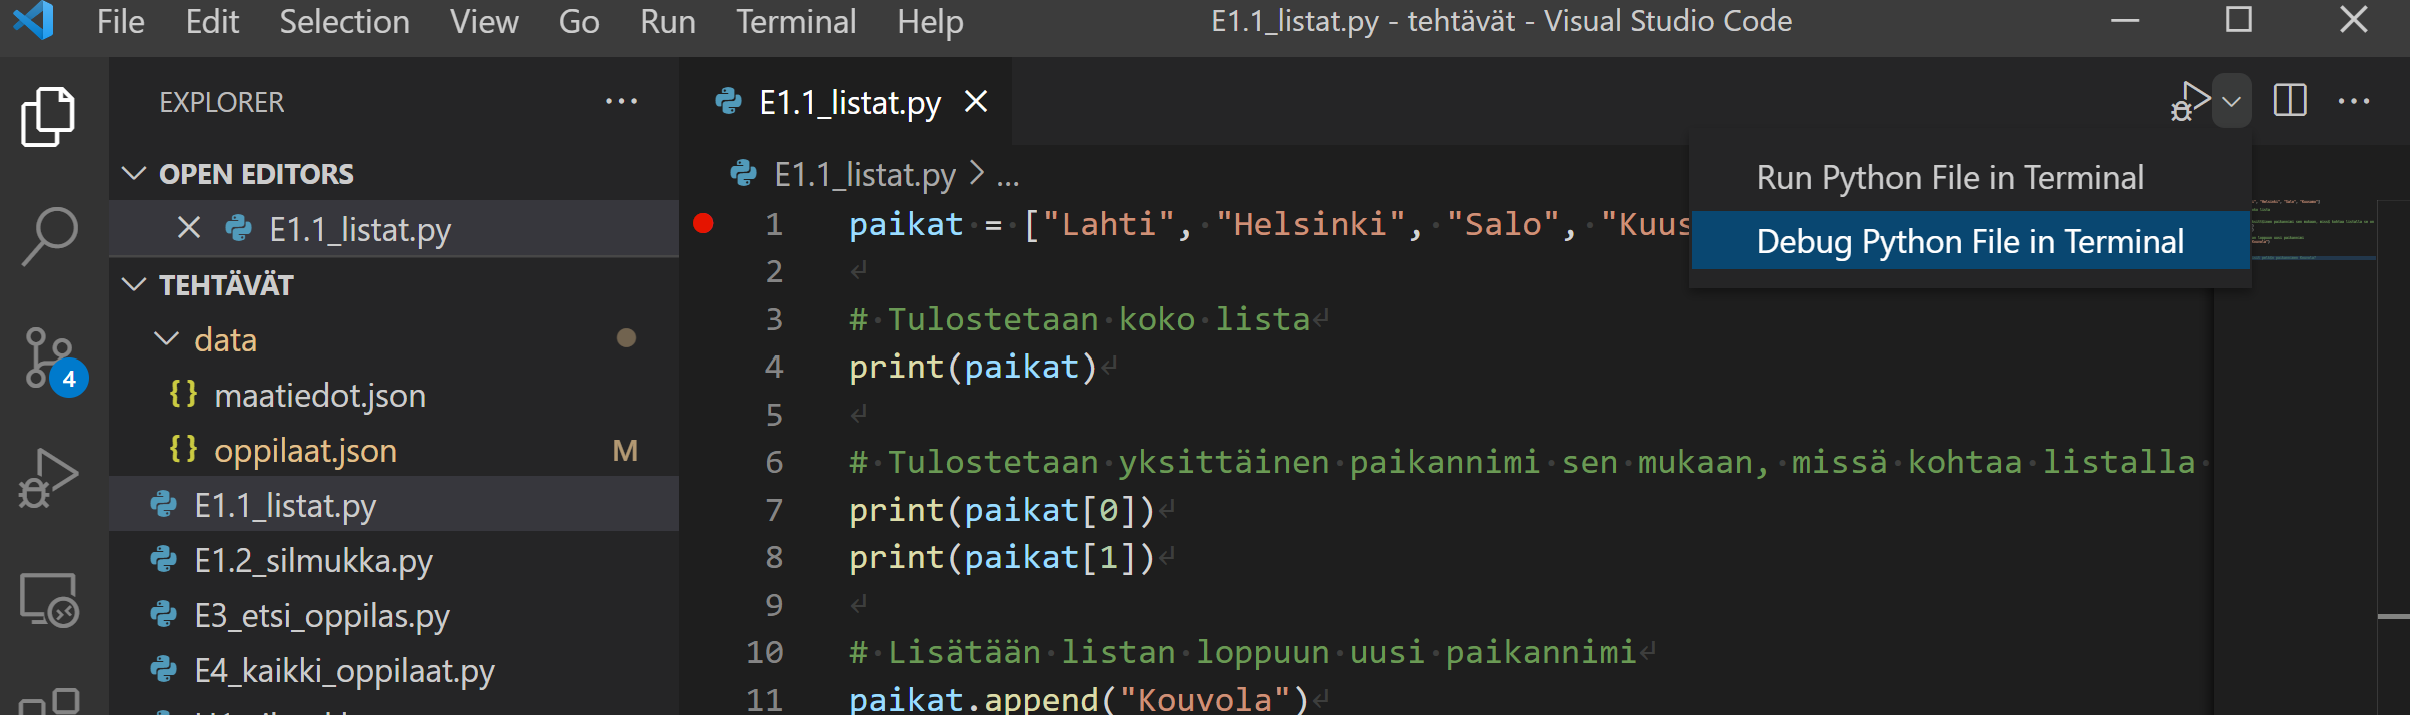 File Edit Selection View Go Run Terminal Help E1.1_listat.py - tehtävät - Visual Studio Code
EXPLORER
OPEN EDITORS
E1.1_listat.py
TEHTÄVÄT
data
maatiedot.json
oppilaat.json M
E1.1_listat.py
E1.2_silmukka.py
E3_etsi_oppilas.py
E4_kaikki_oppilaat.py
4
E1.1_listat.py
E1.1_listat.py > ...
Run Python File in Terminal
Debug Python File in Terminal
1 paikat = ["Lahti", "Helsinki", "Salo", "Kuus
2
3 # Tulostetaan koko lista
4 print(paikat)
5
6 # Tulostetaan yksittäinen paikannimi sen mukaan, missä kohtaa listalla
7 print(paikat[0])
8 print(paikat[1])
9
10 # Lisätään listan loppuun uusi paikannimi
11 paikat.append("Kouvola")